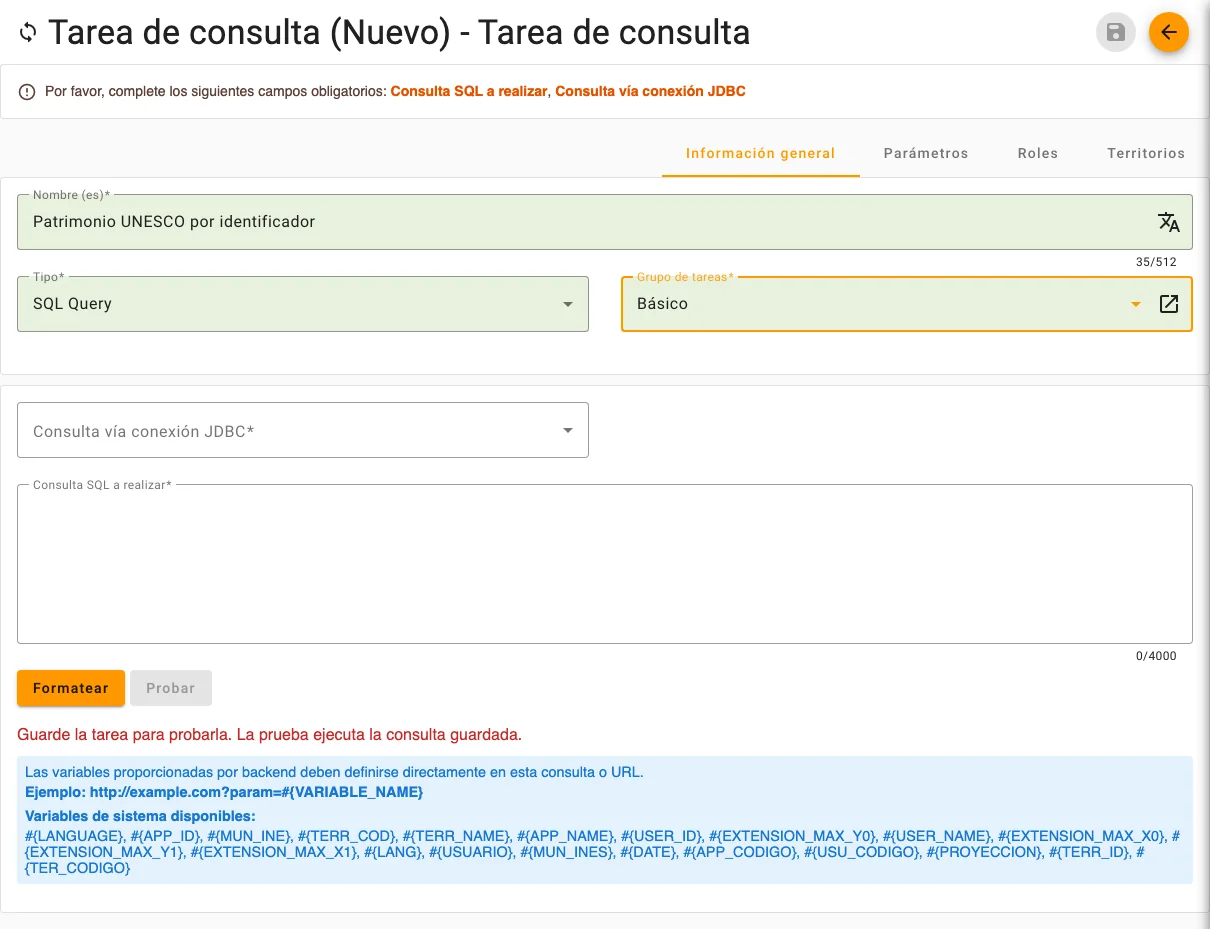 Tarea de consulta (Nuevo) - Tarea de consulta
Por favor, complete los siguientes campos obligatorios: Consulta SQL a realizar, Consulta vía conexión JDBC
Información general
Parámetros
Roles
Territorios
Nombre (es)*
Patrimonio UNESCO por identificador
35/512
Tipo*
SQL Query
Grupo de tareas*
Básico
Consulta vía conexión JDBC*
Consulta SQL a realizar*
0/4000
Formatear
Probar
Guarde la tarea para probarla. La prueba ejecuta la consulta guardada.
Las variables proporcionadas por backend deben definirse directamente en esta consulta o URL.
Ejemplo: http://example.com?param=#{VARIABLE_NAME}
Variables de sistema disponibles:
#{LANGUAGE}, #{APP_ID}, #{MUN_INE}, #{TERR_COD}, #{TERR_NAME}, #{APP_NAME}, #{USER_ID}, #{EXTENSION_MAX_Y0}, #{USER_NAME}, #{EXTENSION_MAX_X0}, #
{EXTENSION_MAX_Y1}, #{EXTENSION_MAX_X1}, #{LANG}, #{USUARIO}, #{MUN_INES}, #{DATE}, #{APP_CODIGO}, #{USU_CODIGO}, #{PROYECCION}, #{TERR_ID}, #
{TER_CODIGO}